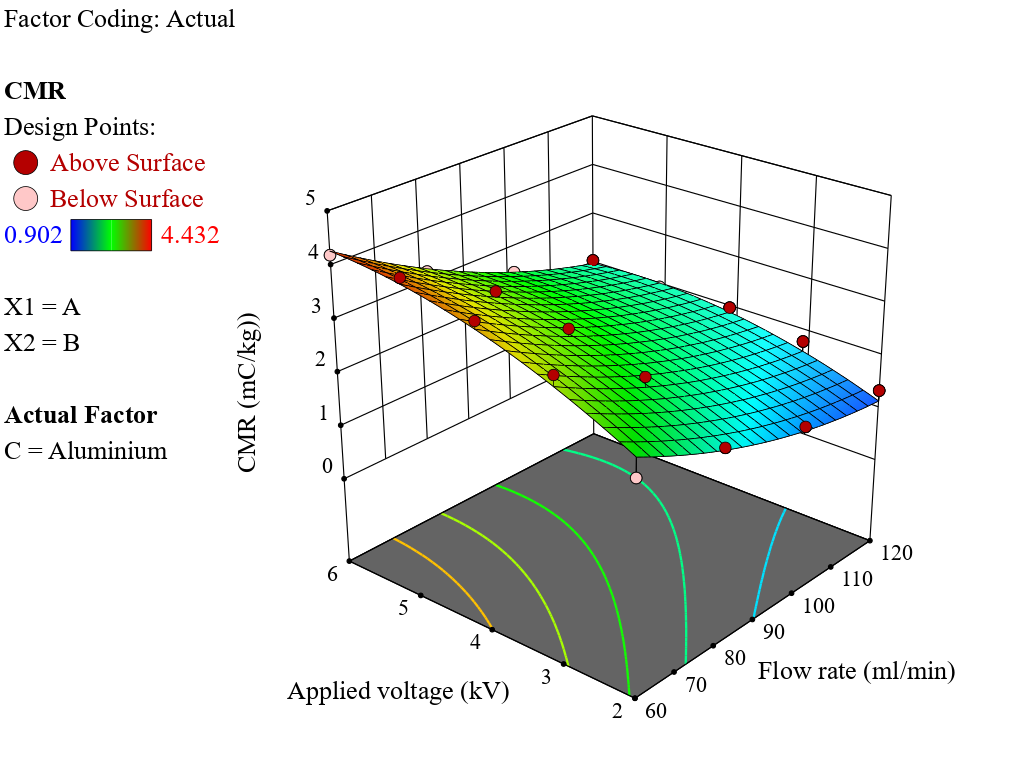 Factor Coding: Actual
CMR
Design Points:
Above Surface
Below Surface
0.902 4.432
X1 = A
X2 = B
Actual Factor
C = Aluminium
CMR (mC/kg))
5
4
3
2
1
0
6
5
4
3
2
Applied voltage (kV)
60
70
80
90
100
110
120
Flow rate (ml/min)